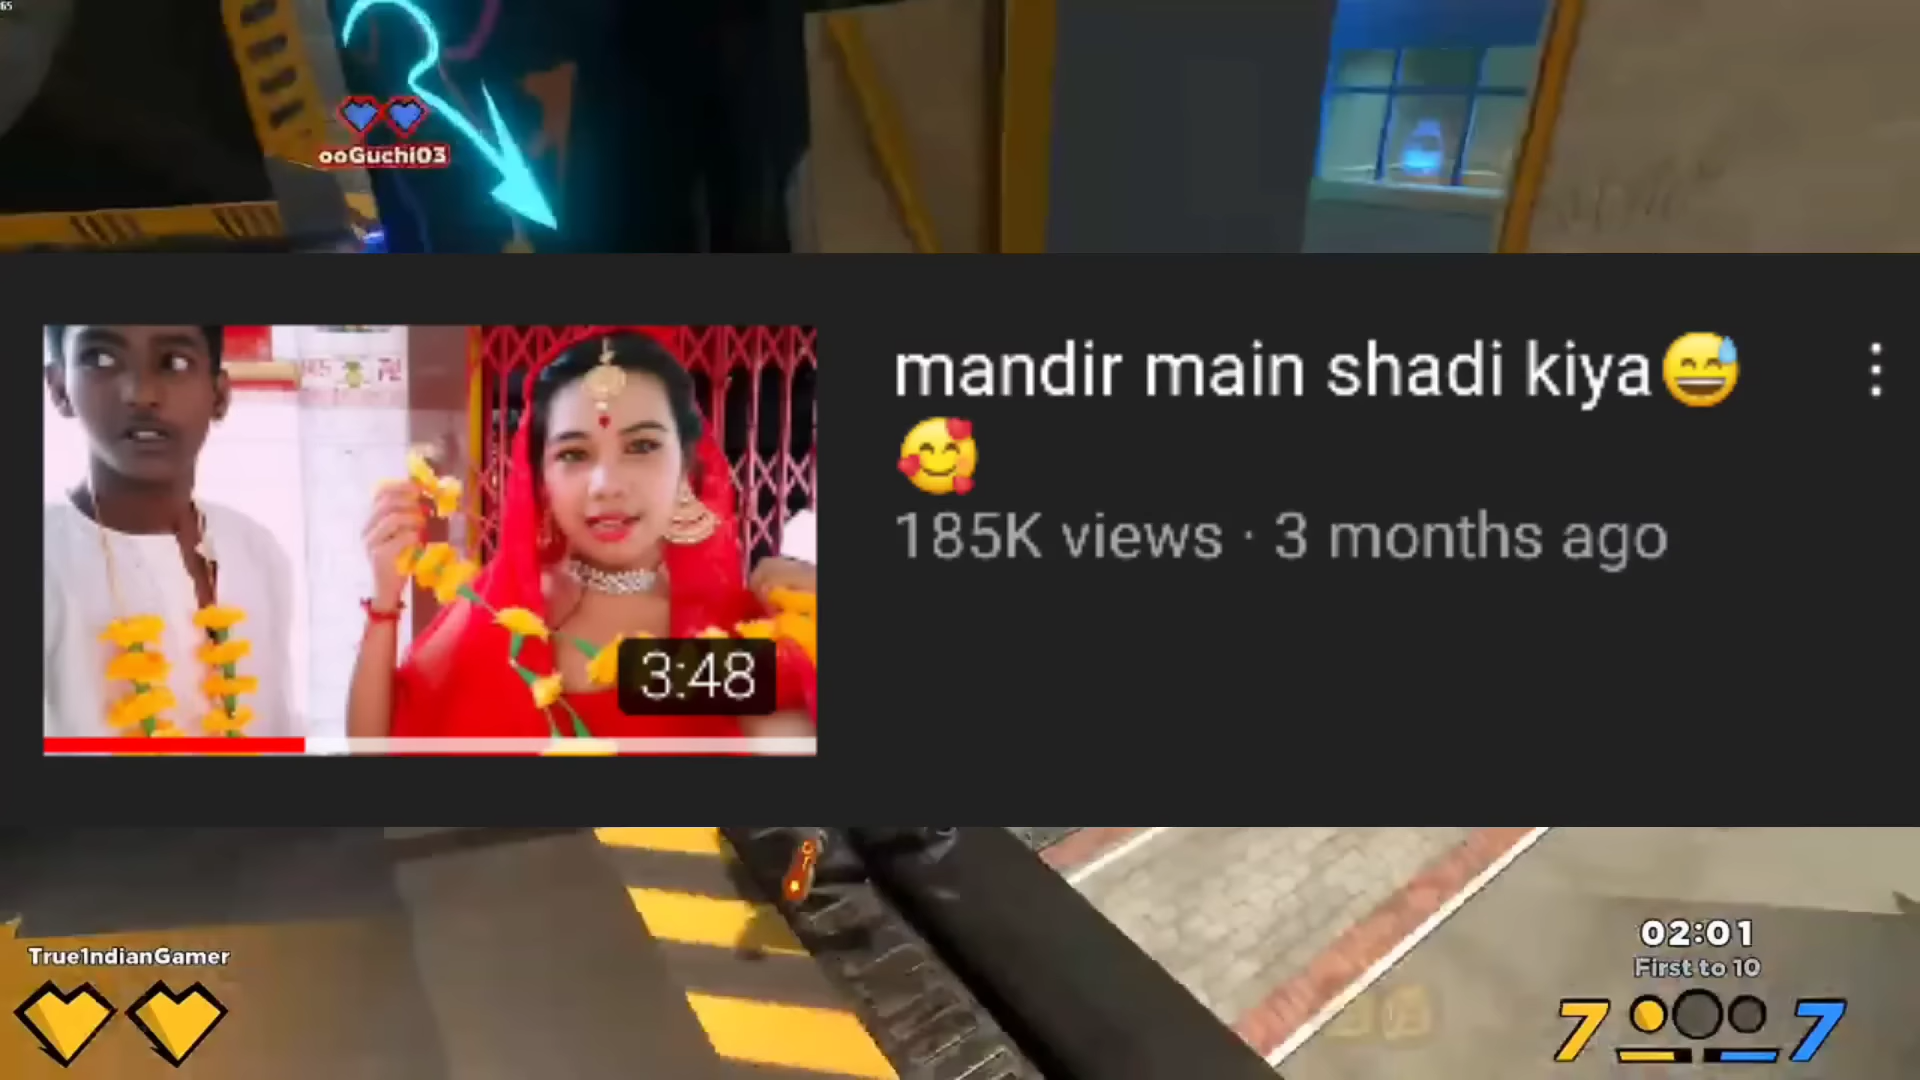 65
ooGuchi03
mandir main shadi kiya😅
🥰
185K views · 3 months ago
3:48
True1IndianGamer
02:01
First to 10
7 7